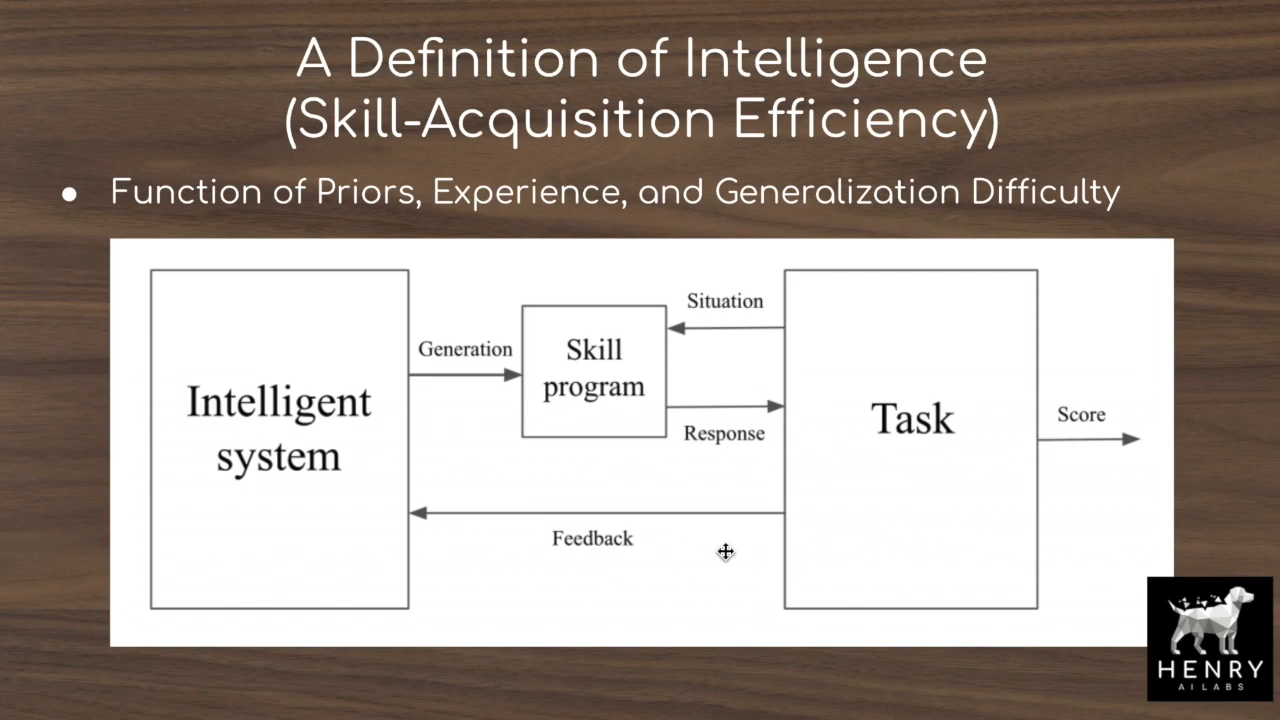 A Definition of Intelligence
(Skill-Acquisition Efficiency)
● Function of Priors, Experience, and Generalization Difficulty
Intelligent
system
Generation
Skill
program
Situation
Response
Feedback
Task
Score
HENRY
AI LABS